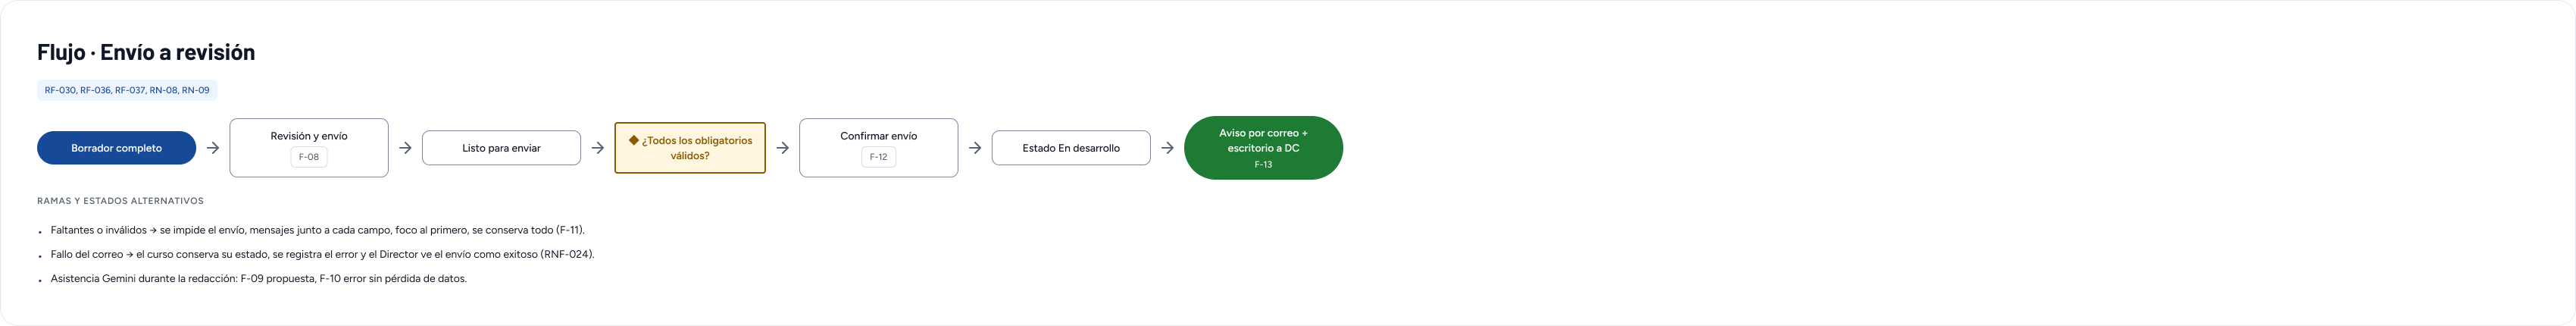 Flujo · Envío a revisión
RF-030, RF-036, RF-037, RN-08, RN-09
Borrador completo
→
Revisión y envío
F-08
→
Listo para enviar
→
◆ ¿Todos los obligatorios
válidos?
→
Confirmar envío
F-12
→
Estado En desarrollo
→
Aviso por correo +
escritorio a DC
F-13
RAMAS Y ESTADOS ALTERNATIVOS
• Faltantes o inválidos → se impide el envío, mensajes junto a cada campo, foco al primero, se conserva todo (F-11).
• Fallo del correo → el curso conserva su estado, se registra el error y el Director ve el envío como exitoso (RNF-024).
• Asistencia Gemini durante la redacción: F-09 propuesta, F-10 error sin pérdida de datos.